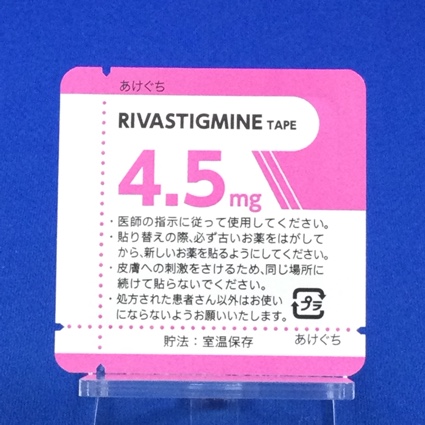 あけぐち
RIVASTIGMINE TAPE
4.5mg
・医師の指示に従って使用してください。
・貼り替えの際、必ず古いお薬をはがして
から、新しいお薬を貼るようにしてください。
・皮膚への刺激をさけるため、同じ場所に
続けて貼らないでください。
・処方された患者さん以外はお使い
にならないようお願いいたします。
プラ
貯法：室温保存
あけぐち